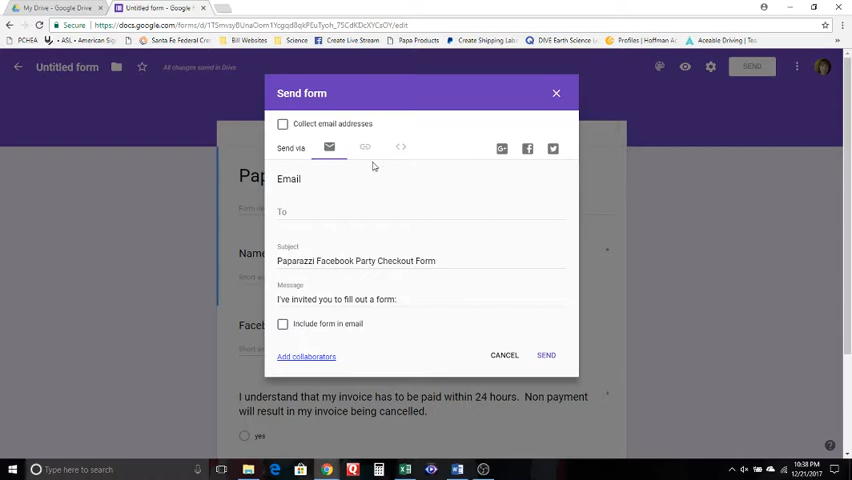 My Drive - Google Drive
Untitled form - Google
Secure
https://docs.google.com/forms/d/
/edit
PCHEA
ASL • American Sig
Santa Fe Federal Cre
Bill Websites
Science
Create Live Stream
Papa Products
Create Shipping Lab
DIVE Earth Science L
Profiles | Hoffman Ac
Aceable Driving | Tex
Untitled form
All changes saved in Drive
SEND
Send form
Collect email addresses
Send via
Email
To
Subject
Paparazzi Facebook Party Checkout Form
Message
I've invited you to fill out a form:
Include form in email
Add collaborators
CANCEL
SEND
Pap
Form
Name
Short
Faceb
Short
I understand that my invoice has to be paid within 24 hours. Non payment
will result in my invoice being cancelled.
yes
Type here to search
10:38 PM
12/21/2017